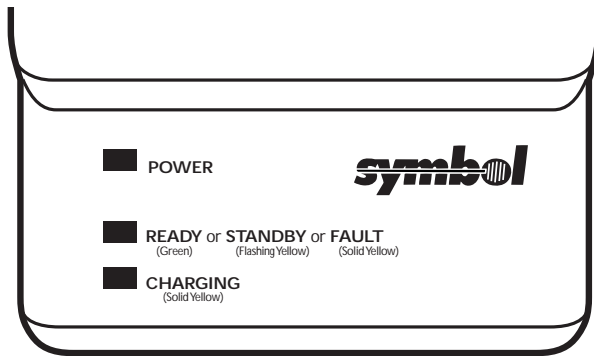 POWER
symbol
READY or STANDBY or FAULT
(Green) (Flashing Yellow) (Solid Yellow)
CHARGING
(Solid Yellow)